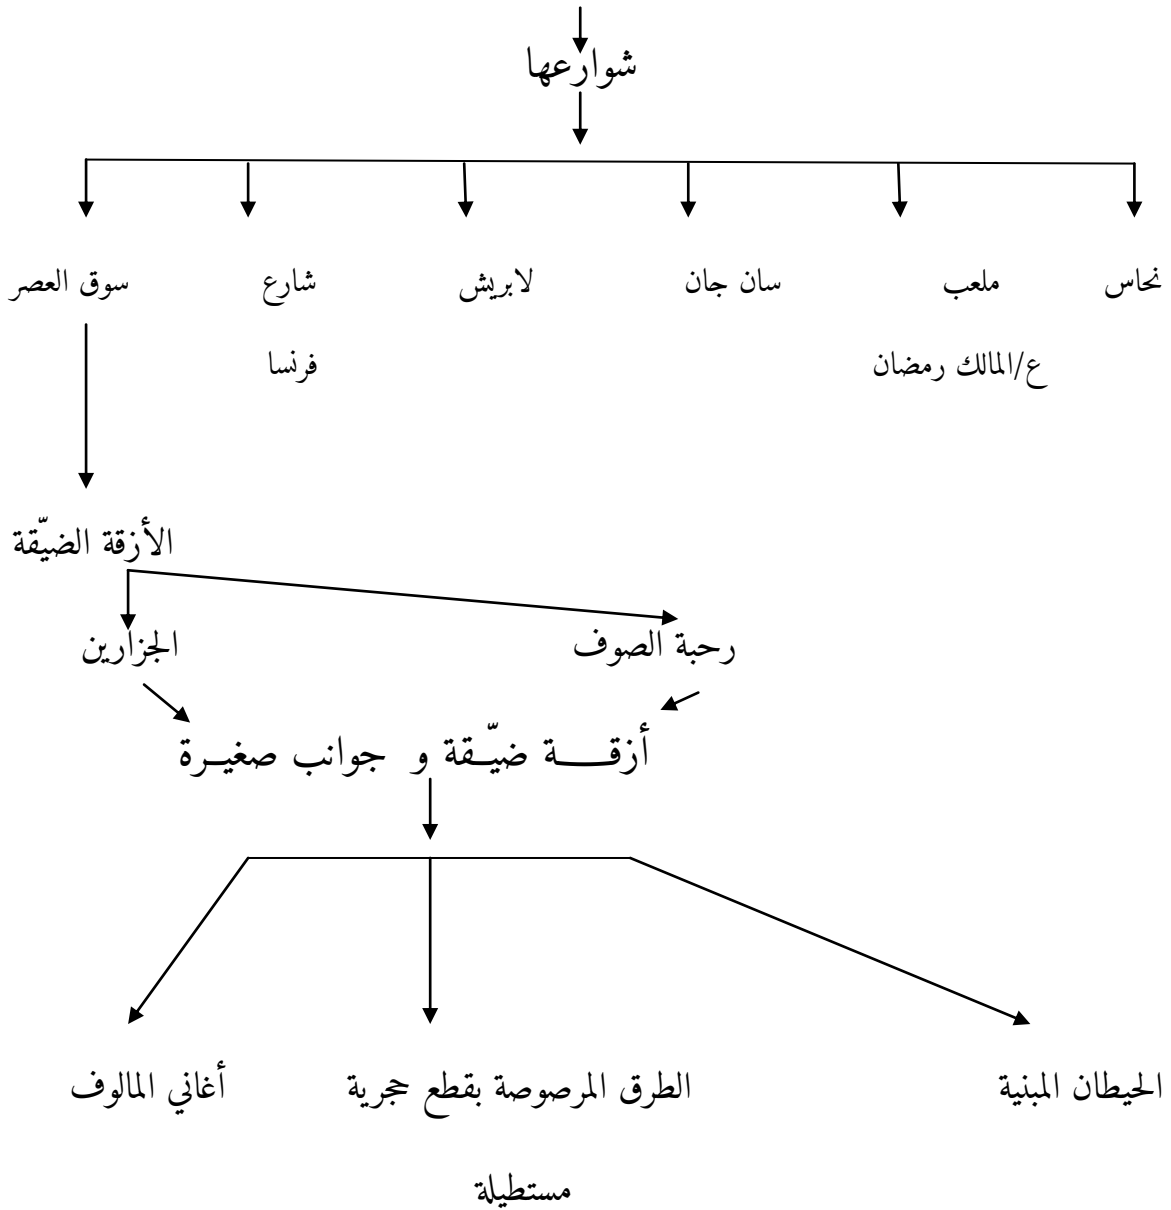 شوارعها
نحاس ملعب سان جان لابريش شارع سوق العصر
ع/المالك رمضان فرنسا
الأزقة الضيّقة
رحبة الصوف الجزارين
أزقـــة ضيّـقة و جوانب صغيـرة
الحيطان المبنية الطرق المرصوصة بقطع حجرية أغاني المالوف
مستطيلة